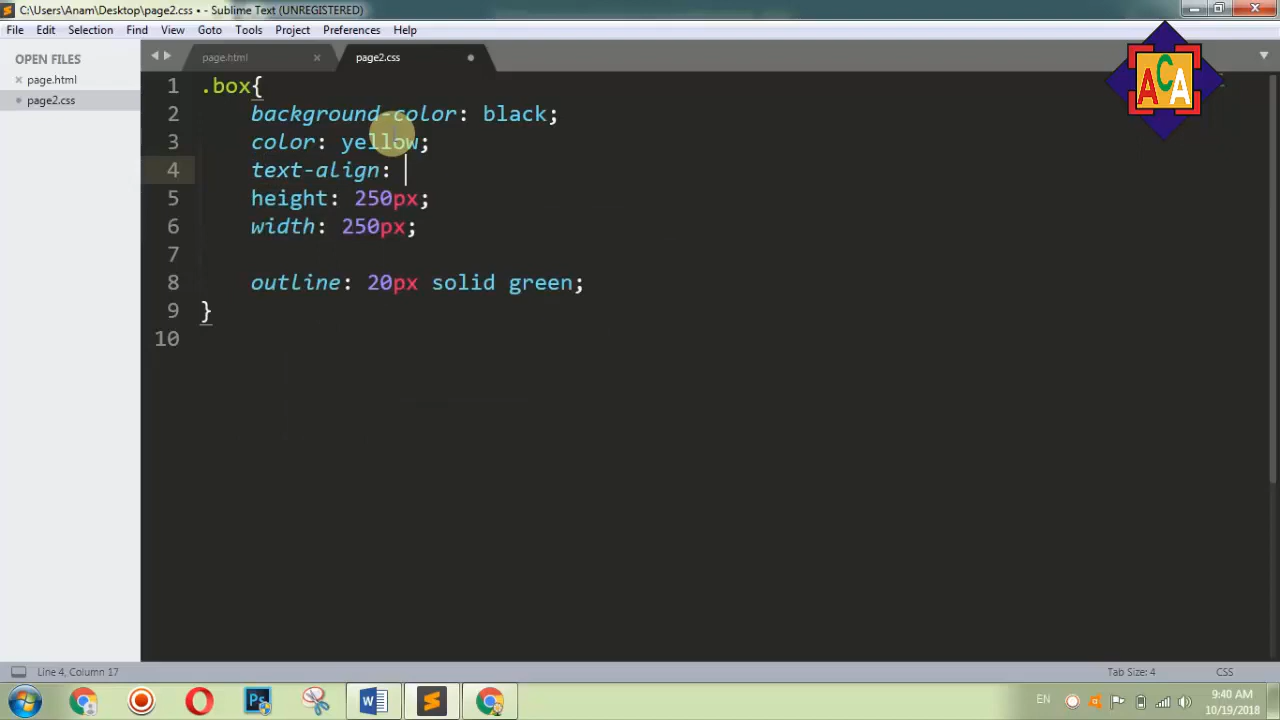 C:\Users\Anam\Desktop\page2.css • - Sublime Text (UNREGISTERED)
File Edit Selection Find View Goto Tools Project Preferences Help
OPEN FILES
page.html
page2.css
page.html
page2.css
ACA
1 .box{
2 background-color: black;
3 color: yellow;
4 text-align:
5 height: 250px;
6 width: 250px;
7
8 outline: 20px solid green;
9 }
10
Line 4, Column 17
Tab Size: 4
CSS
EN
9:40 AM
10/19/2018